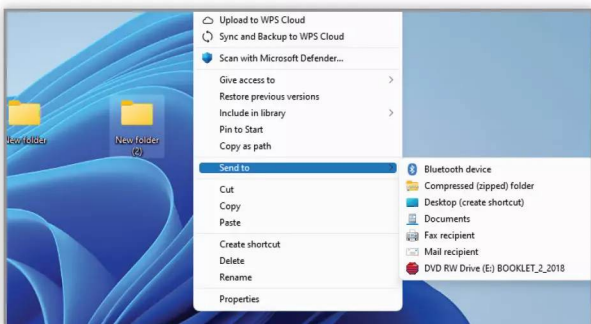 Upload to WPS Cloud
Sync and Backup to WPS Cloud
Scan with Microsoft Defender...
Give access to
Restore previous versions
Include in library
Pin to Start
Copy as path
Send to
Cut
Copy
Paste
Create shortcut
Delete
Rename
Properties
New folder
New folder
(2)
Bluetooth device
Compressed (zipped) folder
Desktop (create shortcut)
Documents
Fax recipient
Mail recipient
DVD RW Drive (E:) BOOKLET_2_2018